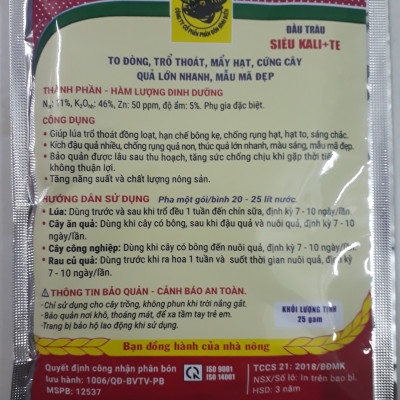 CÔNG TY CỔ PHẦN PHÂN BÓN BÌNH ĐIỀN
ĐẦU TRÂU
SIÊU KALI+TE
TO ĐÒNG, TRỔ THOÁT, MẨY HẠT, CỨNG CÂY
QUẢ LỚN NHANH, MẪU MÃ ĐẸP
THÀNH PHẦN - HÀM LƯỢNG DINH DƯỠNG
11%, 46%, Zn: 50 ppm, độ ẩm: 5%. Phụ gia đặc biệt.
CÔNG DỤNG
• Giúp lúa trổ thoát đồng loạt, hạn chế bông kẹ, chống rụng hạt, hạt to, sáng chắc.
• Kích đậu quả nhiều, chống rụng quả non, thúc quả lớn nhanh, màu sáng, mẫu mã đẹp.
• Bảo quản được lâu sau thu hoạch, tăng sức chống chịu khi gặp thời tiết
không thuận lợi.
• Tăng năng suất và chất lượng nông sản.
HƯỚNG DẪN SỬ DỤNG Pha một gói/bình 20 - 25 lít nước.
• Lúa: Dùng trước và sau khi trổ đều 1 tuần đến chín sữa, định kỳ 7 - 10 ngày/lần.
• Cây ăn quả: Dùng khi cây có bông, sau khi đậu quả và nuôi quả, định kỳ 7 - 10
ngày/lần.
• Cây công nghiệp: Dùng khi cây có bông đến nuôi quả, định kỳ 7 - 10 ngày/lần.
• Rau củ quả: Dùng trước khi ra hoa 1 tuần và suốt thời gian nuôi quả, định kỳ
7 - 10 ngày/lần.
THÔNG TIN BẢO QUẢN - CẢNH BÁO AN TOÀN.
-Chỉ sử dụng cho cây trồng, không phun khi trời nắng gắt.
-Bảo quản nơi khô, thoáng mát, để xa tầm tay trẻ em.
-Trang bị bảo hộ lao động khi sử dụng.
KHỐI LƯỢNG TỊNH
25 gam
Bạn đồng hành của nhà nông
Quyết định công nhận phân bón
lưu hành: 1006/QĐ-BVTV-PB
MSPB: 12537
ISO 9001
ISO 14001
TCCS 21: 2018/BĐMK
NSX/Số lô: In trên bao bì.
HSD: 3 năm